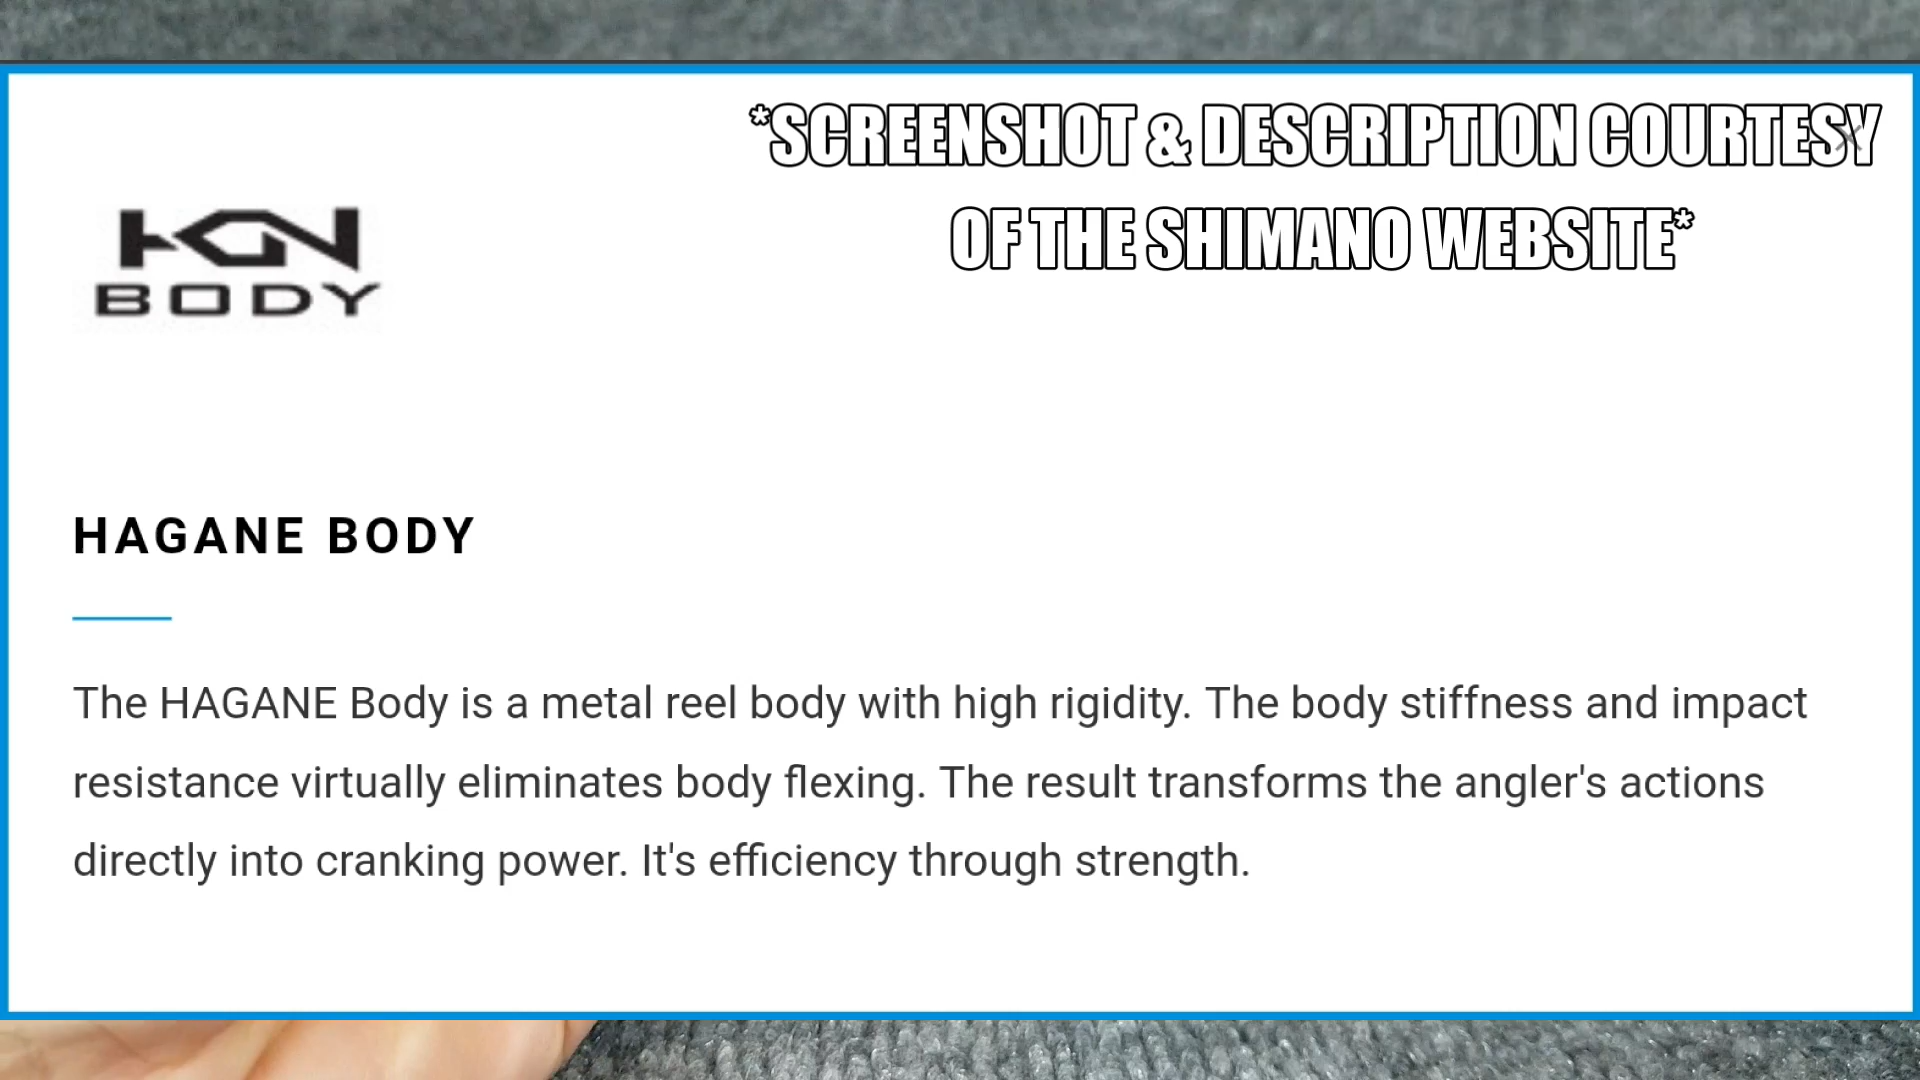 *SCREENSHOT & DESCRIPTION COURTESY
OF THE SHIMANO WEBSITE*
HGN
BODY
HAGANE BODY
The HAGANE Body is a metal reel body with high rigidity. The body stiffness and impact
resistance virtually eliminates body flexing. The result transforms the angler's actions
directly into cranking power. It's efficiency through strength.